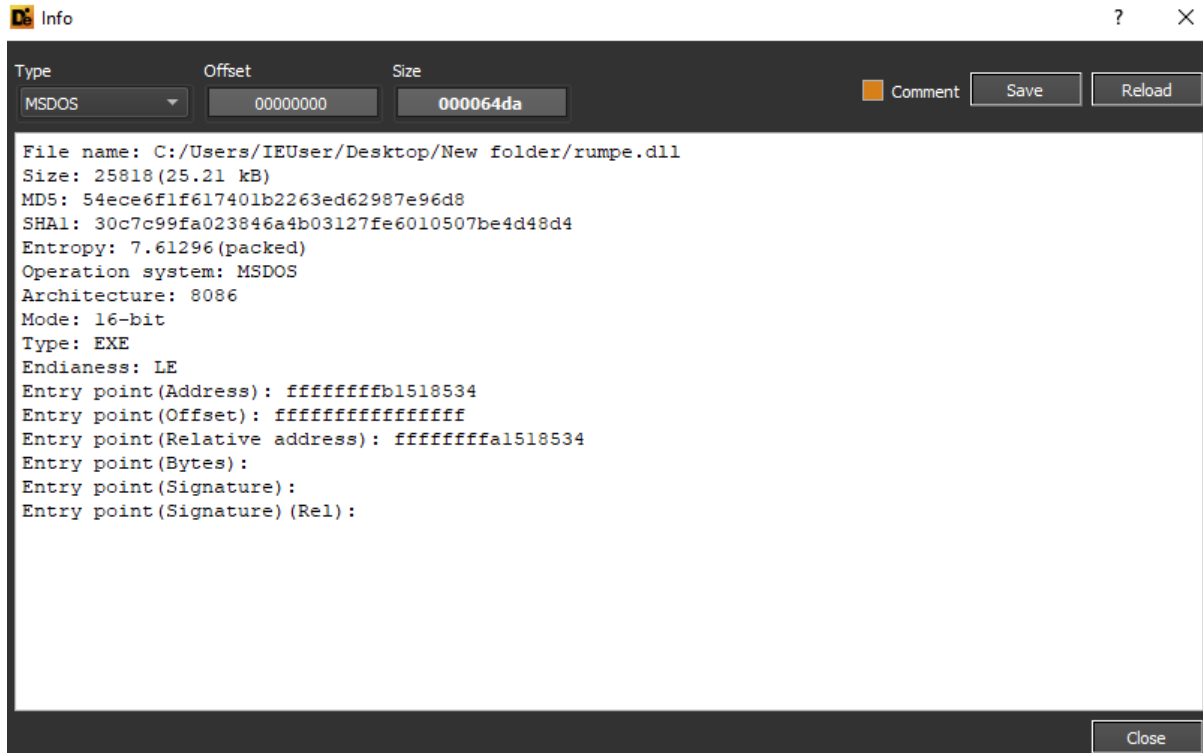 De Info ? ×
Type Offset Size
MSDOS 00000000 000064da Comment Save Reload
File name: C:/Users/IEUser/Desktop/New folder/rumpe.dll
Size: 25818(25.21 kB)
MD5: 54ece6f1f617401b2263ed62987e96d8
SHA1: 30c7c99fa023846a4b03127fe6010507be4d48d4
Entropy: 7.61296(packed)
Operation system: MSDOS
Architecture: 8086
Mode: 16-bit
Type: EXE
Endianess: LE
Entry point(Address): ffffffffb1518534
Entry point(Offset): ffffffffffffffff
Entry point(Relative address): ffffffffa1518534
Entry point(Bytes):
Entry point(Signature):
Entry point(Signature)(Rel):
Close